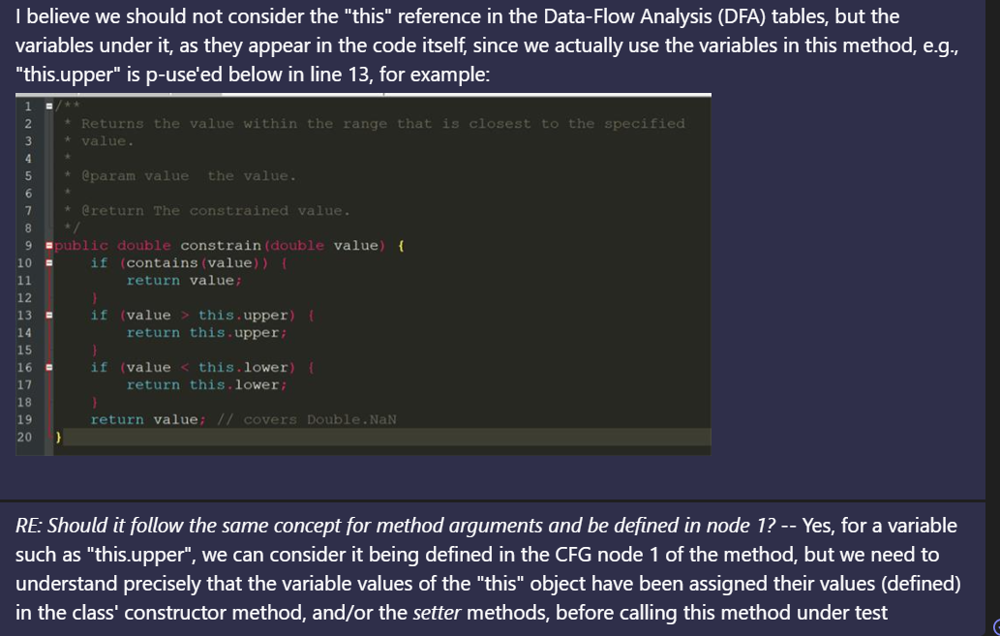 I believe we should not consider the "this" reference in the Data-Flow Analysis (DFA) tables, but the
variables under it, as they appear in the code itself, since we actually use the variables in this method, e.g.,
"this.upper" is p-use'ed below in line 13, for example:
1 /**
2 * Returns the value within the range that is closest to the specified
3 * value.
4 *
5 * @param value  the value.
6 *
7 * @return The constrained value.
8 */
9 public double constrain(double value) {
10 if (contains(value)) {
11 return value;
12 }
13 if (value > this.upper) {
14 return this.upper;
15 }
16 if (value < this.lower) {
17 return this.lower;
18 }
19 return value; // covers Double.NaN
20 }
RE: Should it follow the same concept for method arguments and be defined in node 1? -- Yes, for a variable
such as "this.upper", we can consider it being defined in the CFG node 1 of the method, but we need to
understand precisely that the variable values of the "this" object have been assigned their values (defined)
in the class' constructor method, and/or the setter methods, before calling this method under test